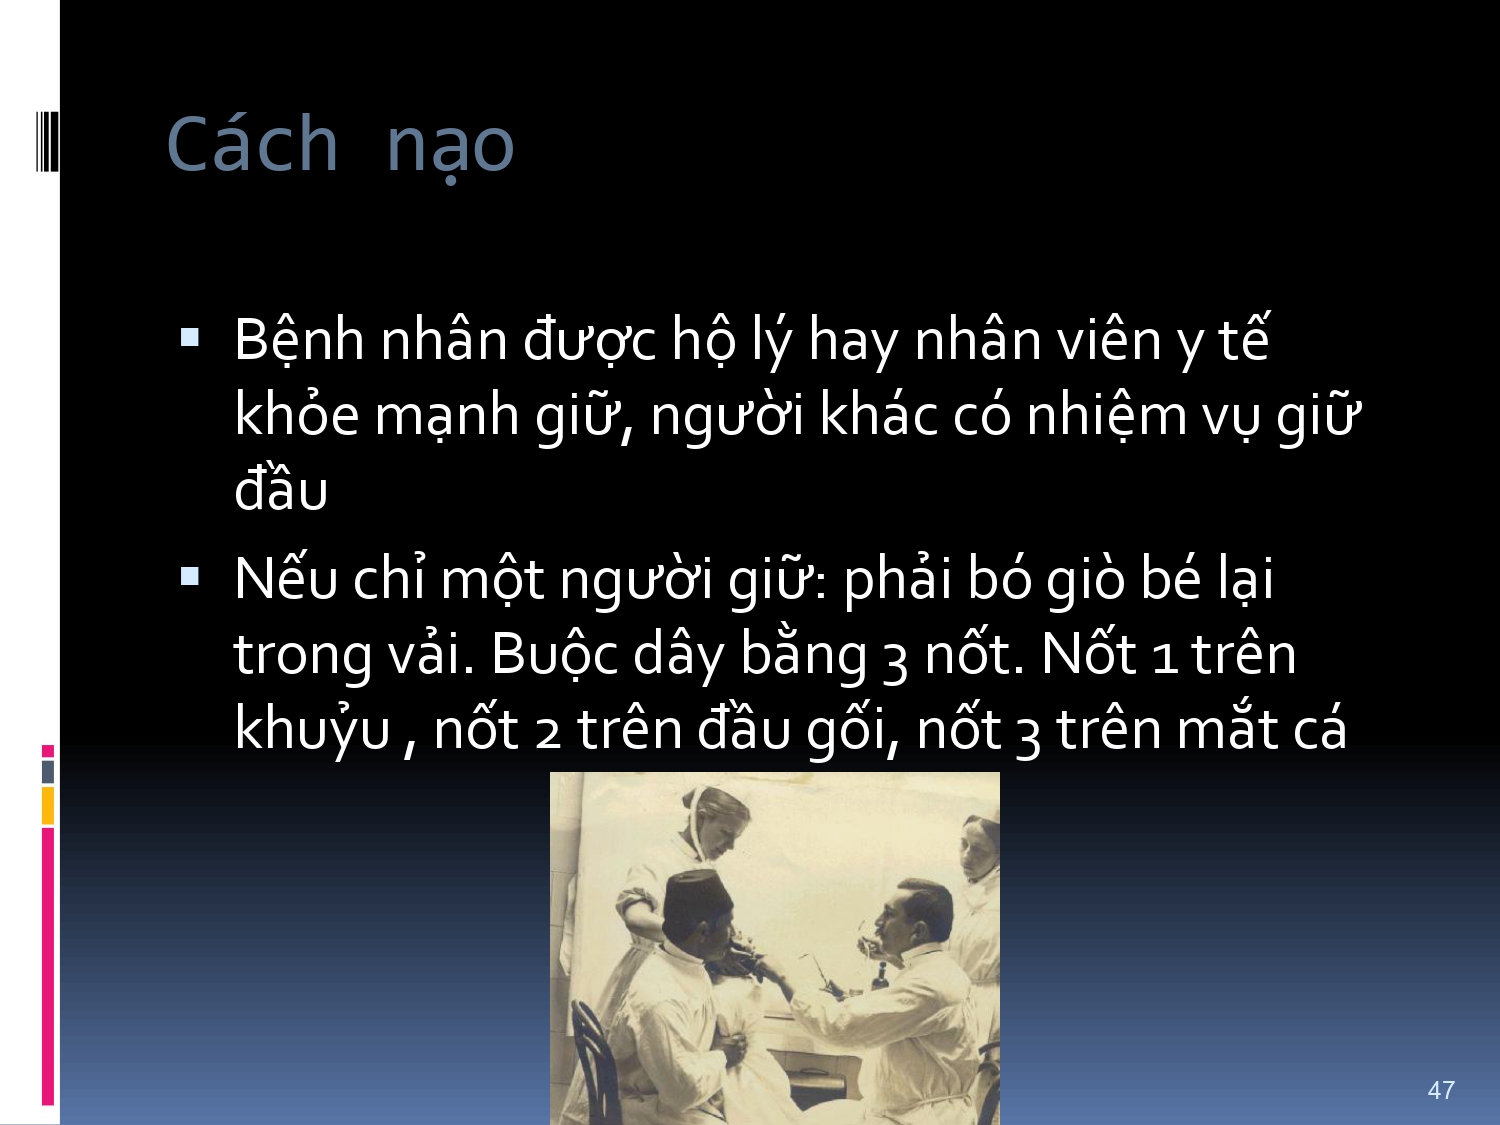 Cách nạo
Bệnh nhân được hộ lý hay nhân viên y tế
khỏe mạnh giữ, người khác có nhiệm vụ giữ
đầu
Nếu chỉ một người giữ: phải bó giò bé lại
trong vải. Buộc dây bằng 3 nốt. Nốt 1 trên
khuỷu , nốt 2 trên đầu gối, nốt 3 trên mắt cá
47